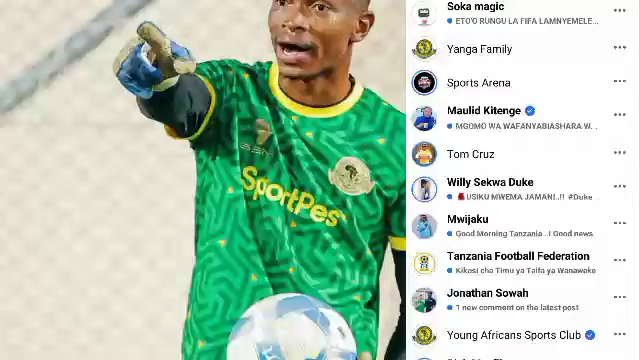 GSM
SportPesa
Soka magic
ETO'O RUNGU LA FIFA LAMNYEMELE...
Yanga Family
Sports Arena
Maulid Kitenge
MGOMO WA WAFANYABIASHARA W...
Tom Cruz
Willy Sekwa Duke
USIKU MWEMA JAMANI..!! #Duke...
Mwijaku
Good Morning Tanzania ..! Good news
Tanzania Football Federation
Kikosi cha Timu ya Taifa ya Wanawake
Jonathan Sowah
1 new comment on the latest post
Young Africans Sports Club